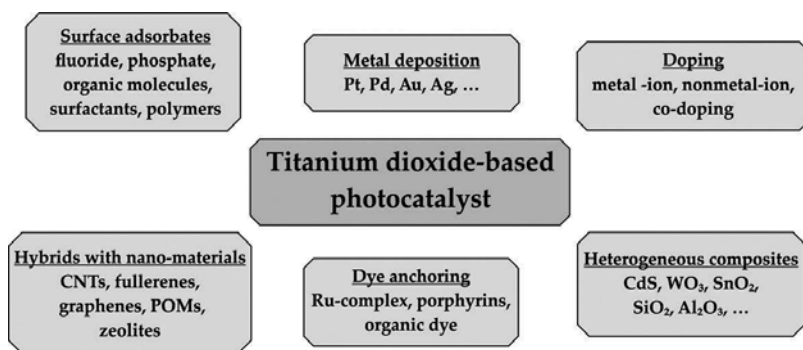 Surface adsorbates
fluoride, phosphate,
organic molecules,
surfactants, polymers
Metal deposition
Pt, Pd, Au, Ag, ...
Doping
metal -ion, nonmetal-ion,
co-doping
Titanium dioxide-based
photocatalyst
Hybrids with nano-materials
CNTs, fullerenes,
graphenes, POMs,
zeolites
Dye anchoring
Ru-complex, porphyrins,
organic dye
Heterogeneous composites
CdS, WO₃, SnO₂,
SiO₂, Al₂O₃, ...